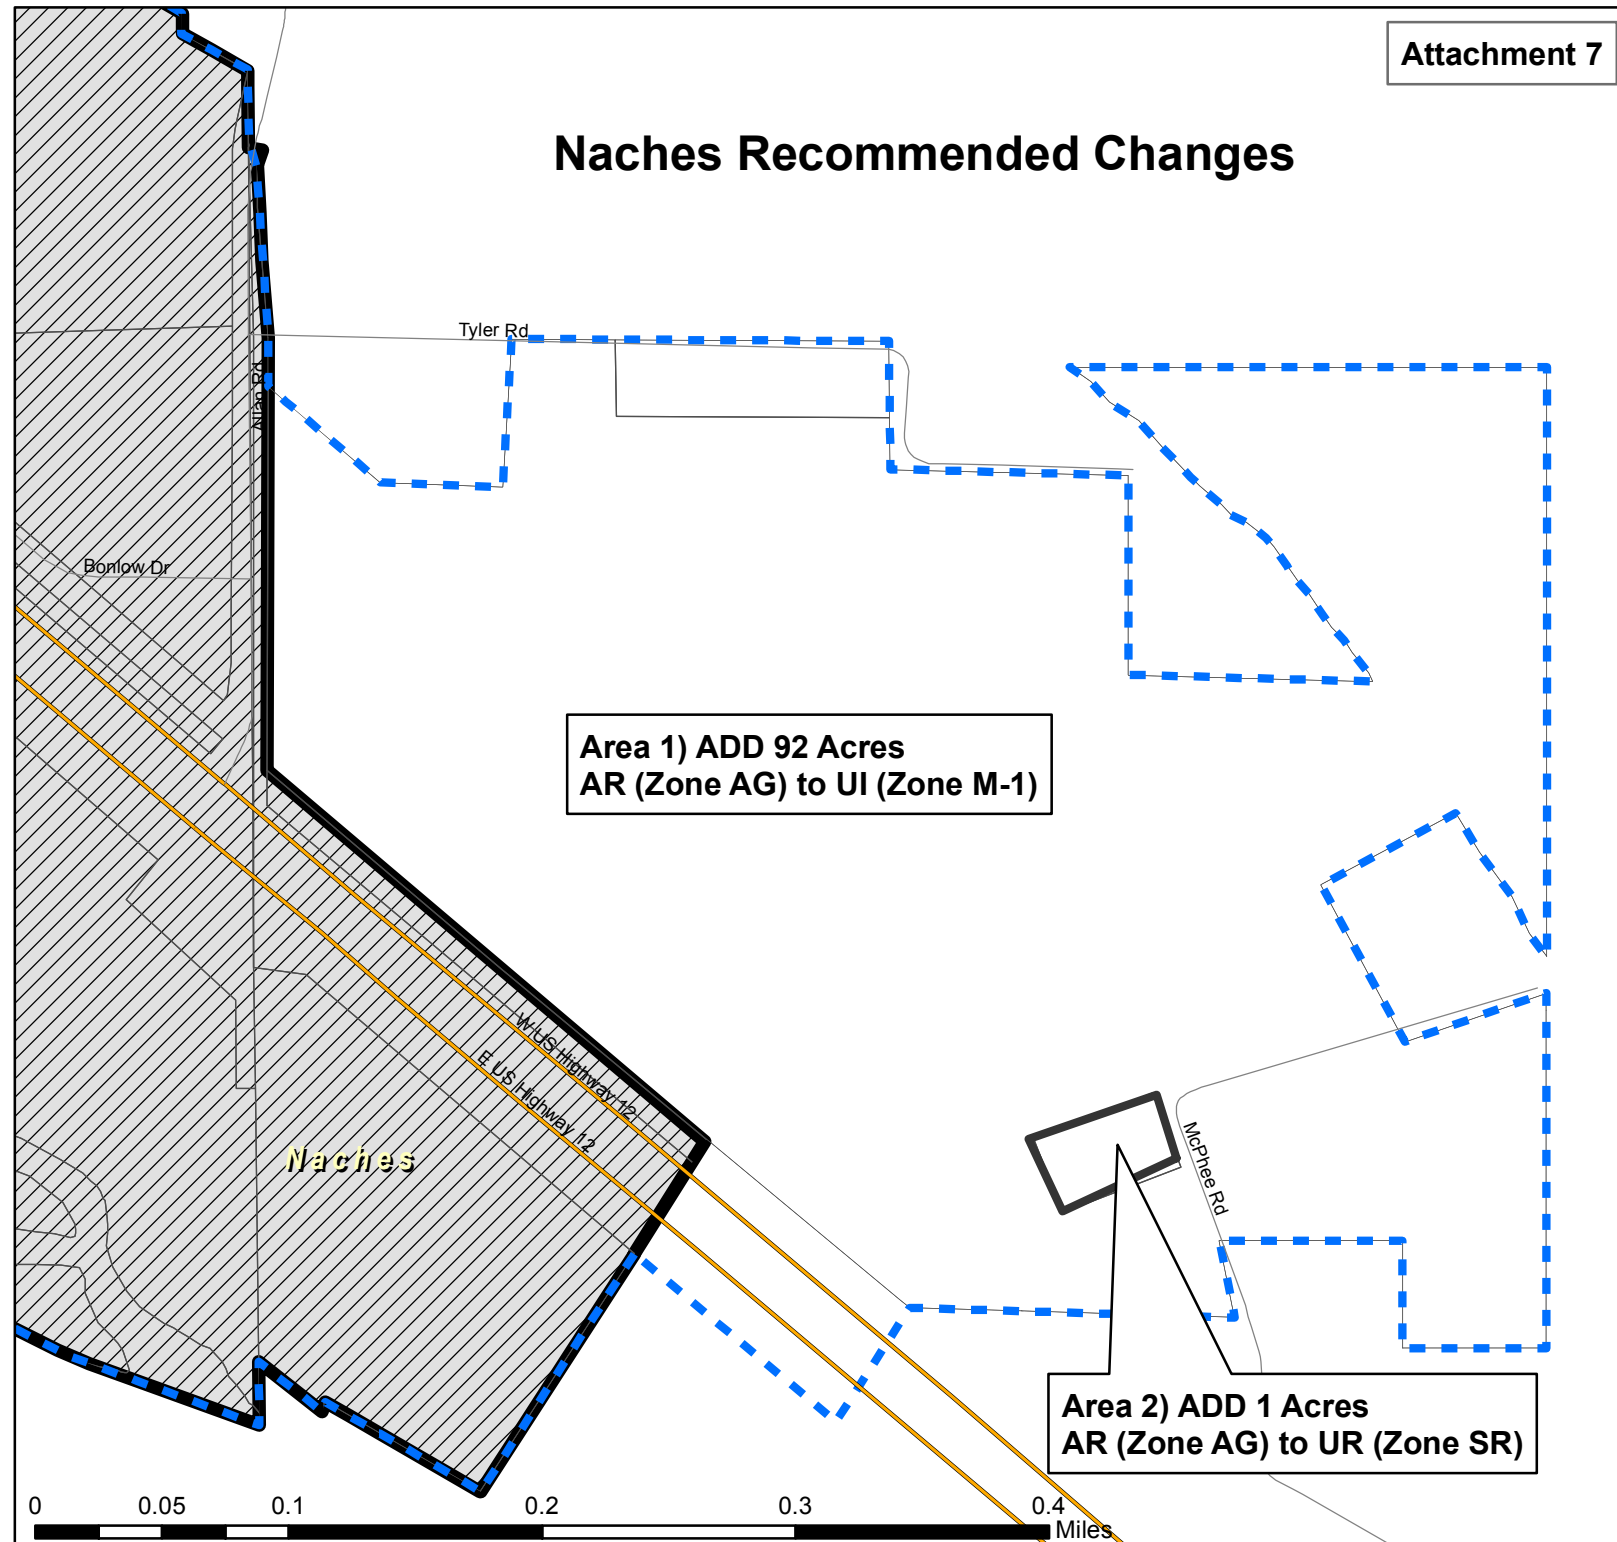 Attachment 7
Naches Recommended Changes
Tyler Rd
Allan Rd
Bonlow Dr
Area 1) ADD 92 Acres
AR (Zone AG) to UI (Zone M-1)
W US Highway 12
E US Highway 12
Naches
McPhee Rd
Area 2) ADD 1 Acres
AR (Zone AG) to UR (Zone SR)
0 0.05 0.1 0.2 0.3 0.4
Miles